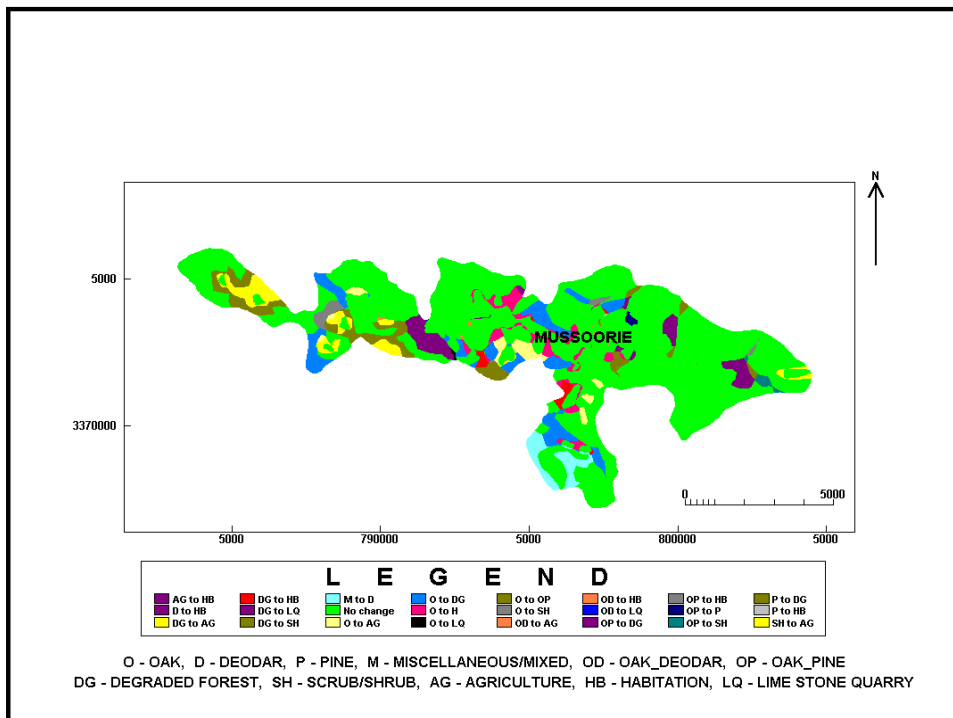 N
5000
MUSSOORIE
3370000
0 5000
5000 790000 5000 800000 5000
L E G E N D
AG to HB DG to HB M to D O to DG O to OP OD to HB OP to HB P to DG
D to HB DG to LQ No change O to H O to SH OD to LQ OP to P P to HB
DG to AG DG to SH O to AG O to LQ OD to AG OP to DG OP to SH SH to AG
O - OAK, D - DEODAR, P - PINE, M - MISCELLANEOUS/MIXED, OD - OAK_DEODAR, OP - OAK_PINE
DG - DEGRADED FOREST, SH - SCRUB/SHRUB, AG - AGRICULTURE, HB - HABITATION, LQ - LIME STONE QUARRY